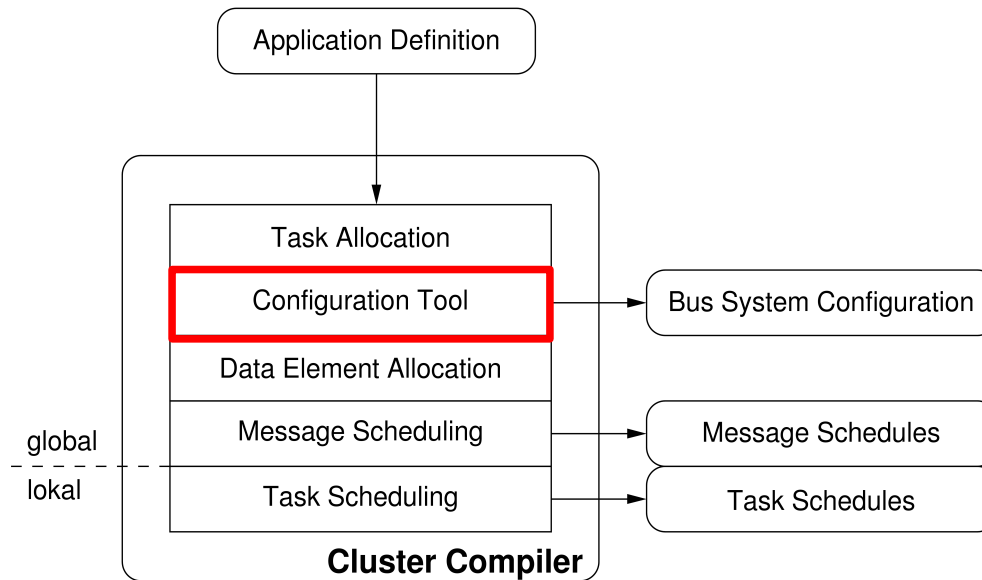 Application Definition
Task Allocation
Configuration Tool
Bus System Configuration
Data Element Allocation
Message Scheduling
Message Schedules
global
lokal
Task Scheduling
Task Schedules
Cluster Compiler